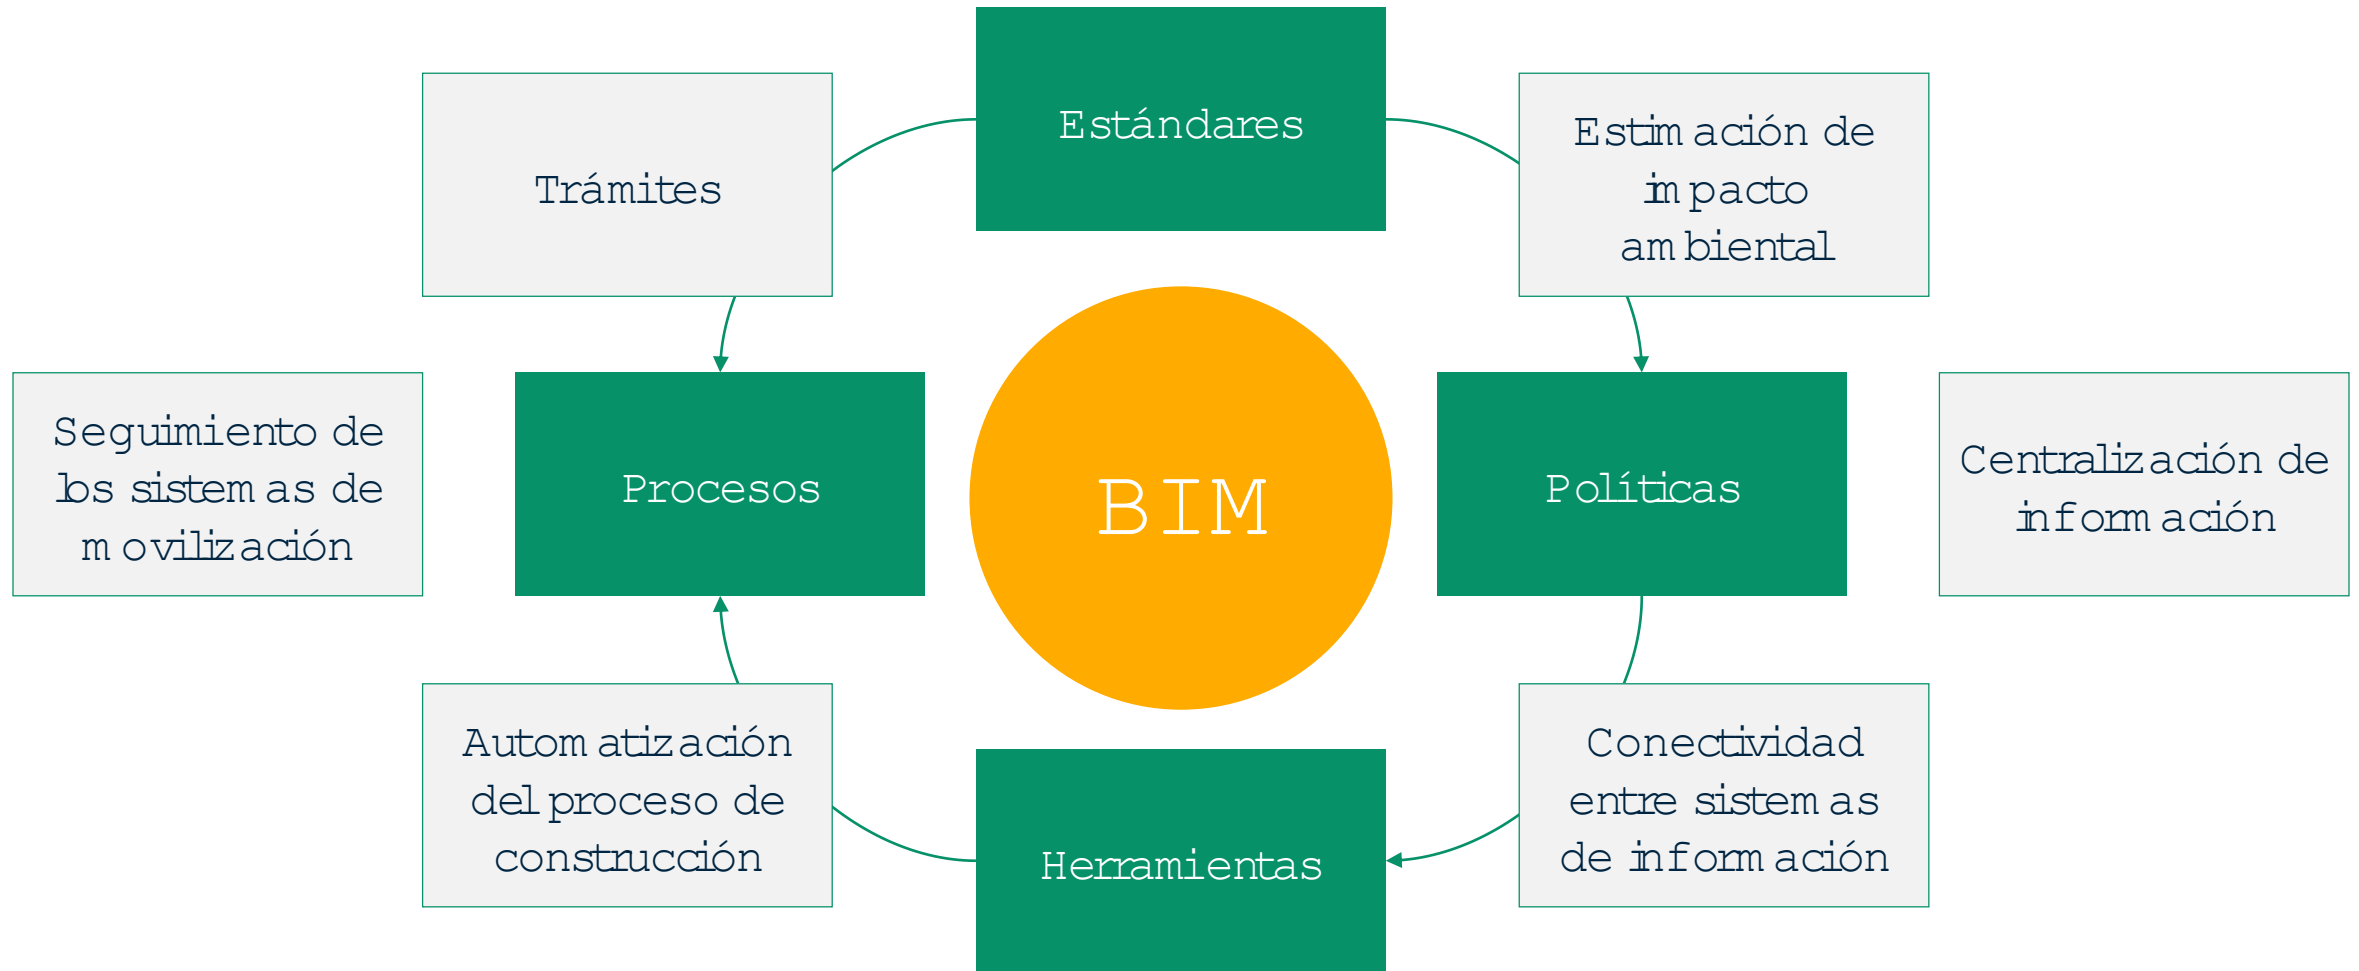 Estándares
Trámites
Estimación de
impacto
ambiental
Seguimiento de
los sistemas de
movilización
Procesos
BIM
Políticas
Centralización de
información
Automatización
del proceso de
construcción
Herramientas
Conectividad
entre sistemas
de información